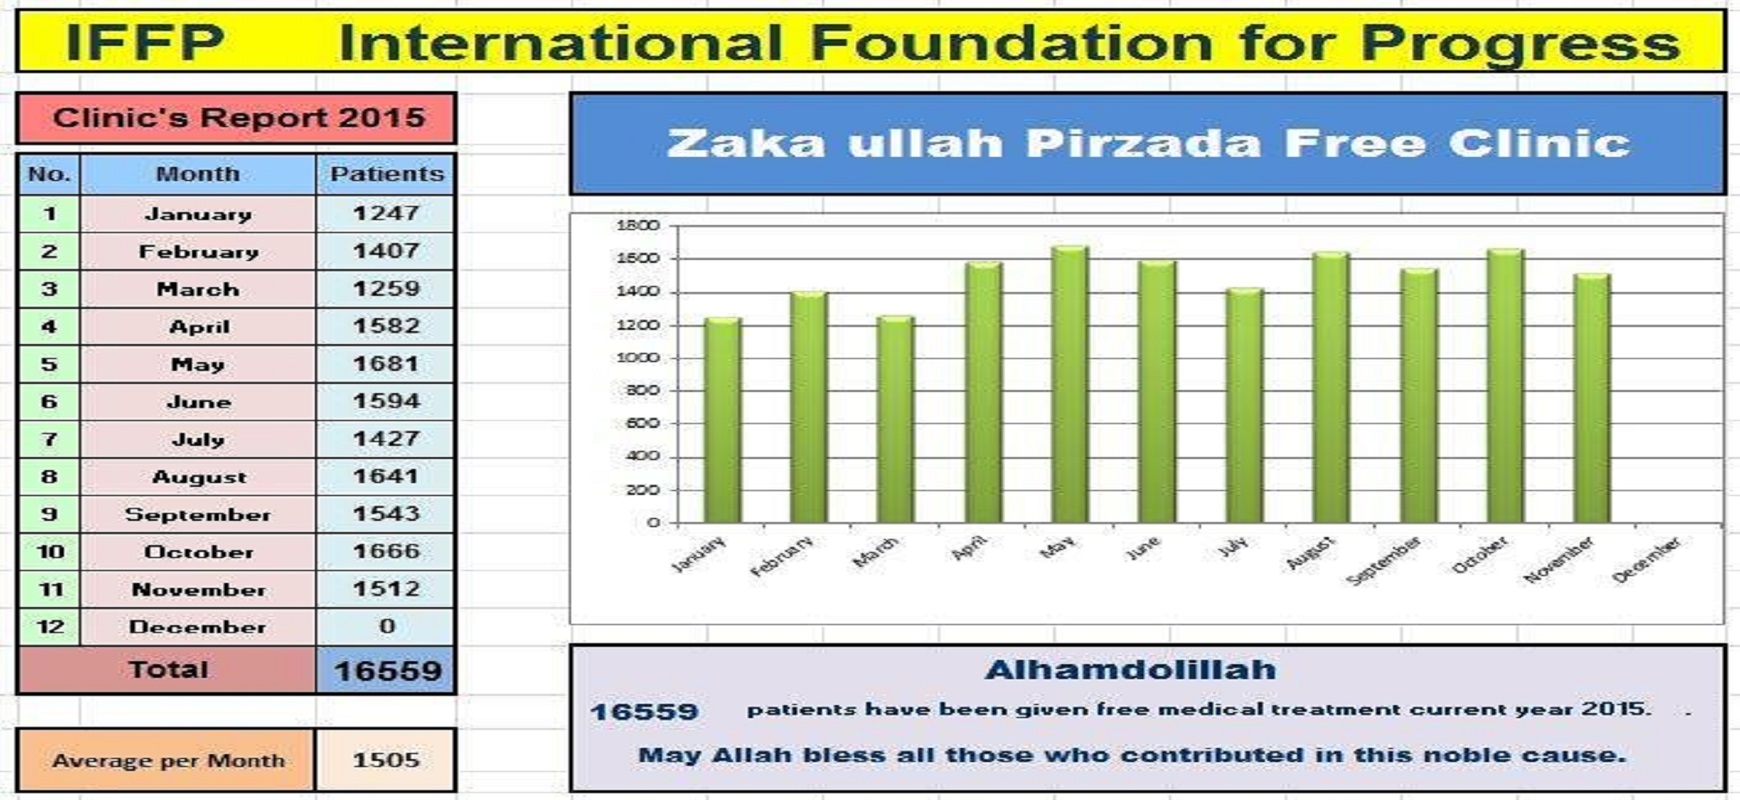 IFFP International Foundation for Progress
Clinic's Report 2015
No. Month Patients
1 January 1247
2 February 1407
3 March 1259
4 April 1582
5 May 1681
6 June 1594
7 July 1427
8 August 1641
9 September 1543
10 October 1666
11 November 1512
12 December 0
Total 16559
Average per Month 1505
Zaka ullah Pirzada Free Clinic
1800
1600
1400
1200
1000
800
600
400
200
0
January February March April May June July August September October November December
Alhamdolillah
16559 patients have been given free medical treatment current year 2015. .
May Allah bless all those who contributed in this noble cause.